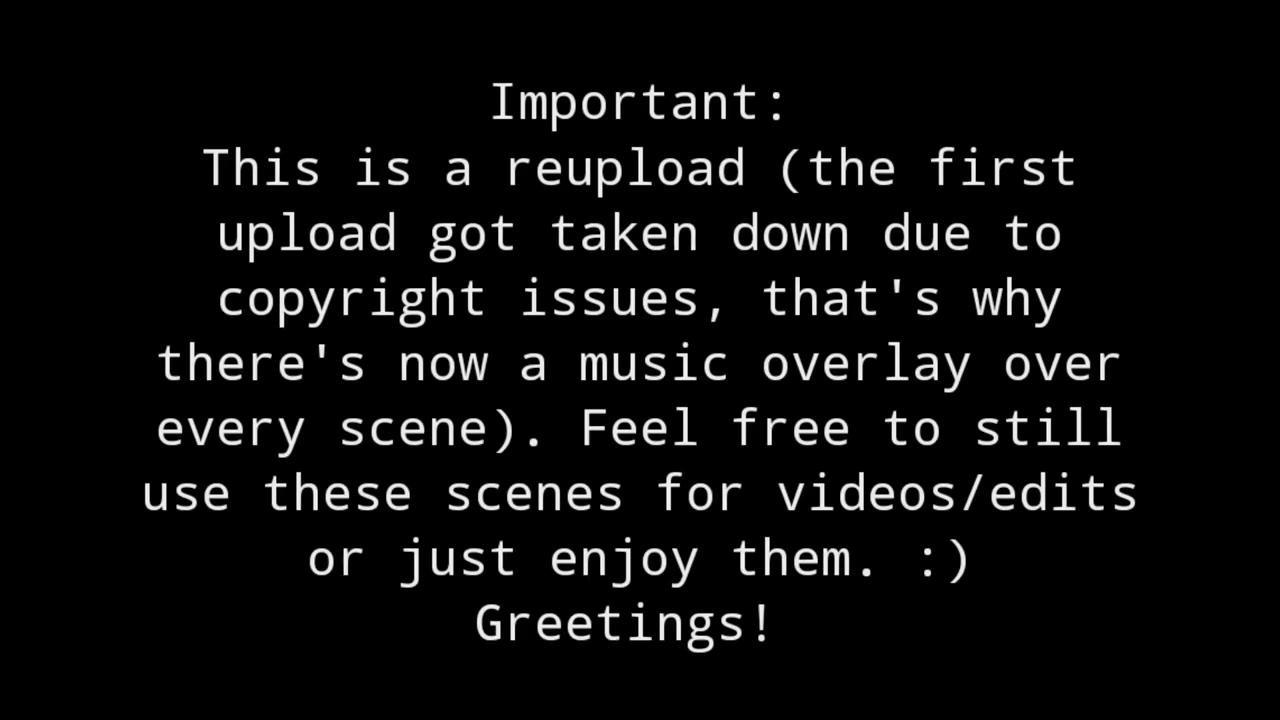 Important:
This is a reupload (the first
upload got taken down due to
copyright issues, that's why
there's now a music overlay over
every scene). Feel free to still
use these scenes for videos/edits
or just enjoy them. :)
Greetings!